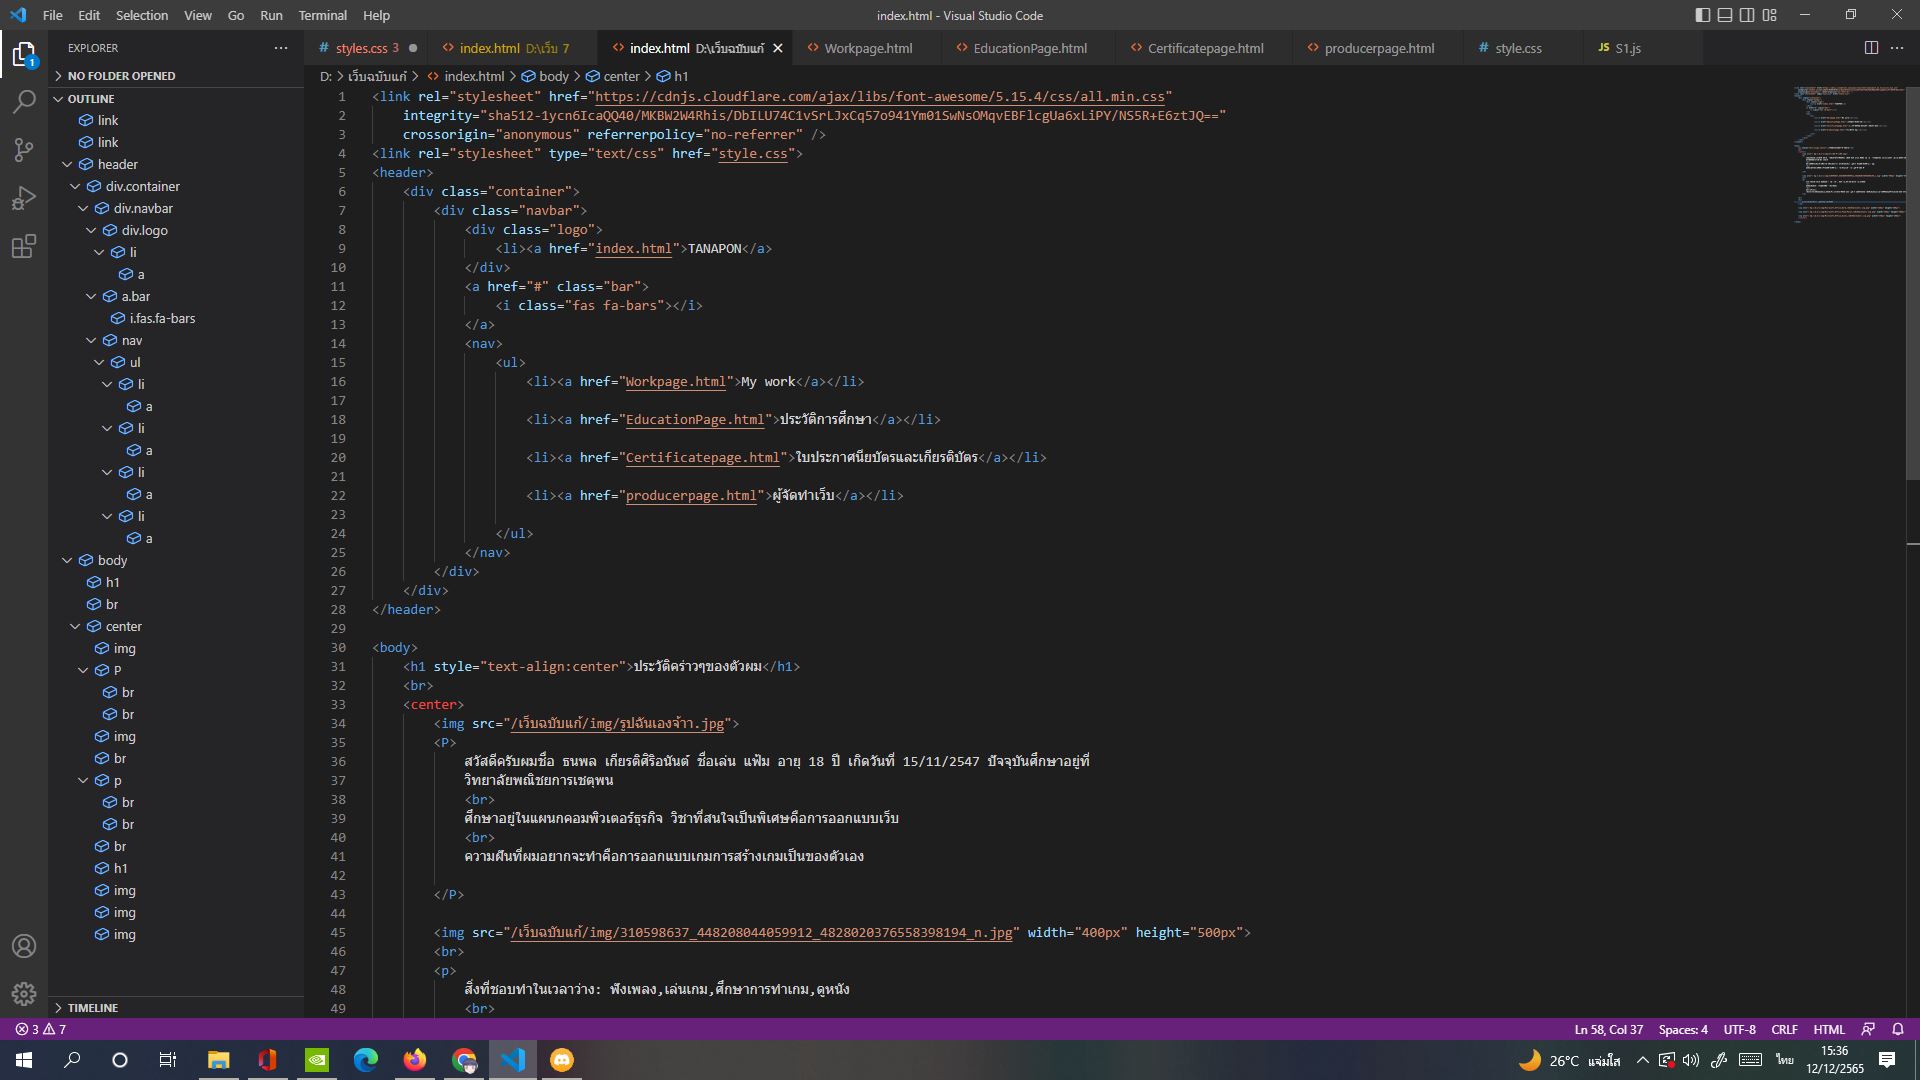 File Edit Selection View Go Run Terminal Help
index.html - Visual Studio Code
EXPLORER
styles.css 3
index.html D:\เว็บ 7
index.html D:\เว็บฉบับแก้
Workpage.html
EducationPage.html
Certificatepage.html
producerpage.html
style.css
JS S1.js
NO FOLDER OPENED
OUTLINE
link
link
header
div.container
div.navbar
div.logo
li
a
a.bar
i.fas.fa-bars
nav
ul
li
a
li
a
li
a
li
a
body
h1
br
center
img
P
br
br
img
br
p
br
br
br
h1
img
img
img
TIMELINE
D: > เว็บฉบับแก้ > index.html > body > center > h1
1 <link rel="stylesheet" href="https://cdnjs.cloudflare.com/ajax/libs/font-awesome/5.15.4/css/all.min.css"
2 integrity="sha512-1ycn6IcaQQ40/MKBW2W4Rhis/DbILU74C1vSrLJxCq57o941Ym01SwNsOMqvEBFlcgUa6xLiPY/NS5R+E6ztJQ=="
3 crossorigin="anonymous" referrerpolicy="no-referrer" />
4 <link rel="stylesheet" type="text/css" href="style.css">
5 <header>
6 <div class="container">
7 <div class="navbar">
8 <div class="logo">
9 <li><a href="index.html">TANAPON</a>
10 </div>
11 <a href="#" class="bar">
12 <i class="fas fa-bars"></i>
13 </a>
14 <nav>
15 <ul>
16 <li><a href="Workpage.html">My work</a></li>
17
18 <li><a href="EducationPage.html">ประวัติการศึกษา</a></li>
19
20 <li><a href="Certificatepage.html">ใบประกาศนียบัตรและเกียรติบัตร</a></li>
21
22 <li><a href="producerpage.html">ผู้จัดทำเว็บ</a></li>
23
24 </ul>
25 </nav>
26 </div>
27 </div>
28 </header>
29
30 <body>
31 <h1 style="text-align:center">ประวัติคร่าวๆของตัวผม</h1>
32 <br>
33 <center>
34 <img src="/เว็บฉบับแก้/img/รูปฉันเองจ้าา.jpg">
35 <P>
36 สวัสดีครับผมชื่อ ธนพล เกียรติศิริอนันต์ ชื่อเล่น แฟ้ม อายุ 18 ปี เกิดวันที่ 15/11/2547 ปัจจุบันศึกษาอยู่ที่
37 วิทยาลัยพณิชยการเชตุพน
38 <br>
39 ศึกษาอยู่ในแผนกคอมพิวเตอร์ธุรกิจ วิชาที่สนใจเป็นพิเศษคือการออกแบบเว็บ
40 <br>
41 ความฝันที่ผมอยากจะทำคือการออกแบบเกมการสร้างเกมเป็นของตัวเอง
42
43 </P>
44
45 <img src="/เว็บฉบับแก้/img/310598637_448208044059912_4828020376558398194_n.jpg" width="400px" height="500px">
46 <br>
47 <p>
48 สิ่งที่ชอบทำในเวลาว่าง: ฟังเพลง,เล่นเกม,ศึกษาการทำเกม,ดูหนัง
49 <br>
3 7
Ln 58, Col 37 Spaces: 4 UTF-8 CRLF HTML
26°C แจ่มใส
ไทย
15:36
12/12/2565